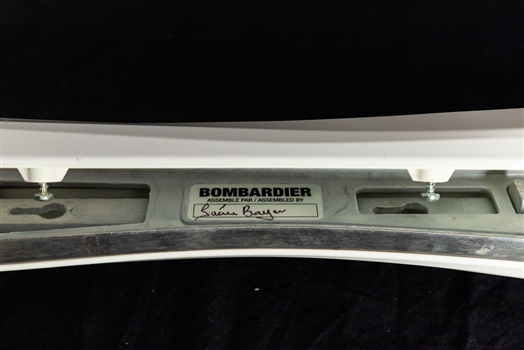 BOMBARDIER
ASSEMBLÉ PAR / ASSEMBLED BY